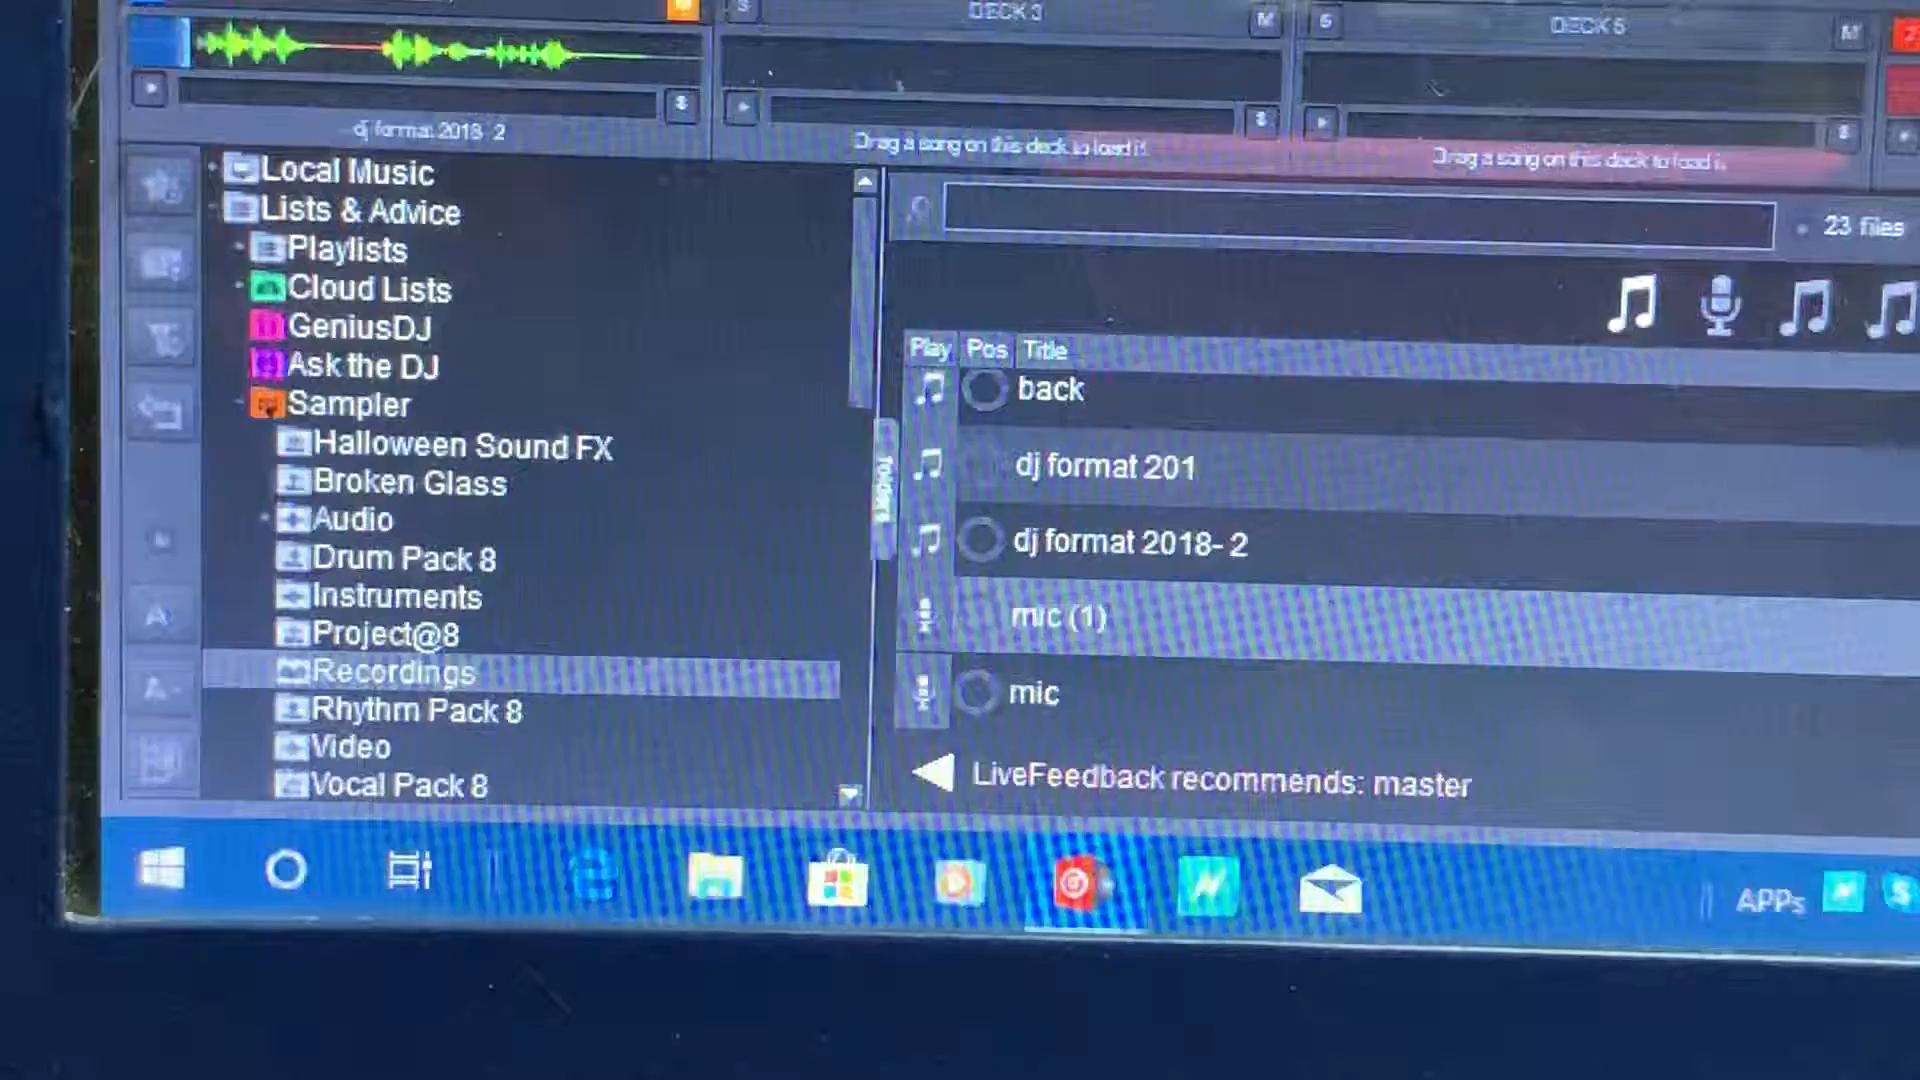 DECK 3
M
DECK 5
M
S
dj format 2018- 2
Drag a song on this deck to load it
Drag a song on this deck to load it
Local Music
Lists & Advice
Playlists
Cloud Lists
GeniusDJ
Ask the DJ
Sampler
Halloween Sound FX
Broken Glass
Audio
Drum Pack 8
Instruments
Project@8
Recordings
Rhythm Pack 8
Video
Vocal Pack 8
folders
23 files
Play Pos Title
back
dj format 201
dj format 2018- 2
mic (1)
mic
LiveFeedback recommends: master
APPs